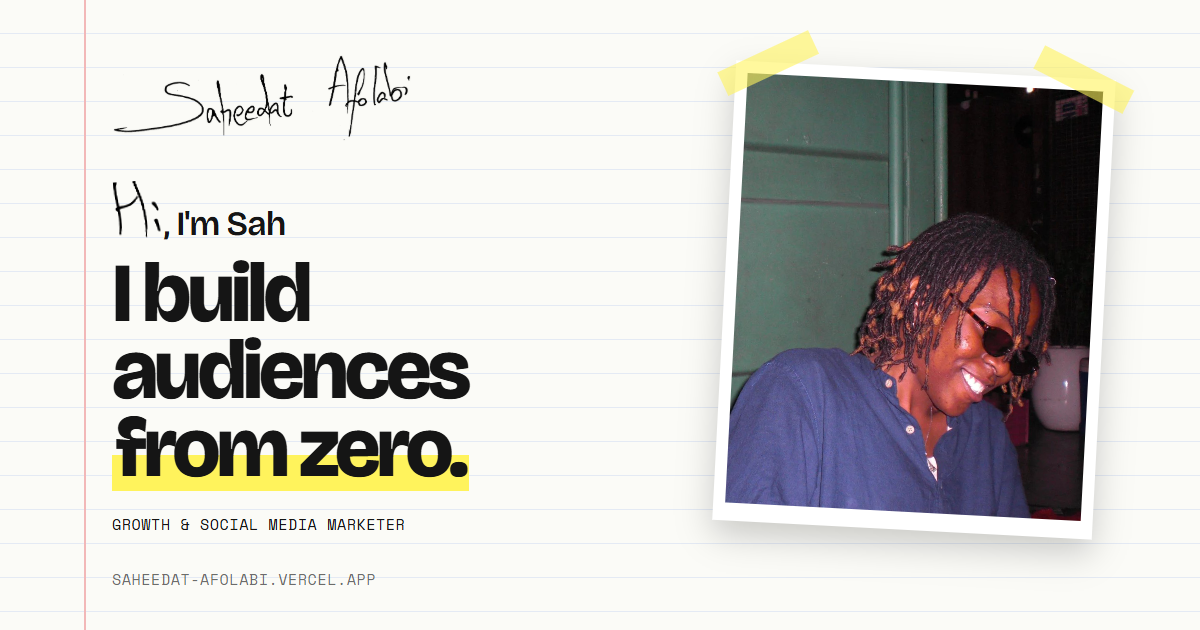 Saheedat Afolabi
Hi, I'm Sah
I build
audiences
from zero.
GROWTH & SOCIAL MEDIA MARKETER
SAHEEDAT-AFOLABI.VERCEL.APP